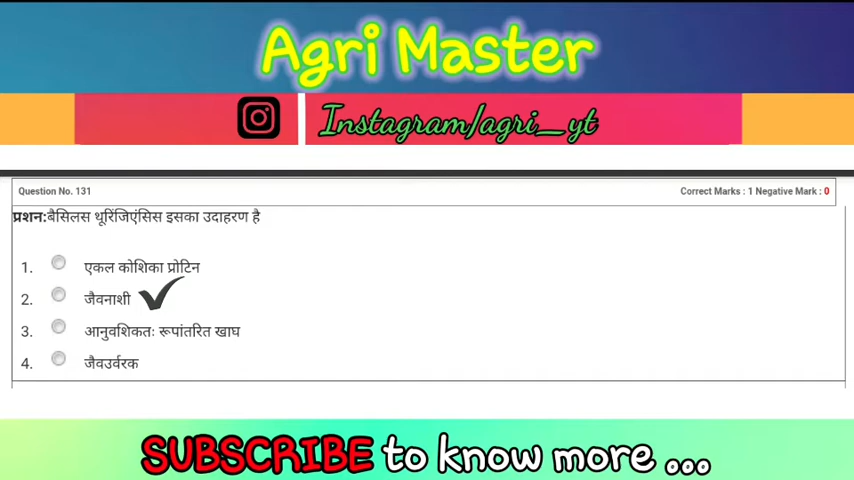 Agri Master
Instagram/agri_yt
Question No. 131 Correct Marks : 1 Negative Mark : 0
प्रशन:बैसिलस थूरिंजिएंसिस इसका उदाहरण है
1. एकल कोशिका प्रोटिन
2. जैवनाशी
3. आनुवशिकतः रूपांतरित खाघ
4. जैवउर्वरक
SUBSCRIBE to know more ...